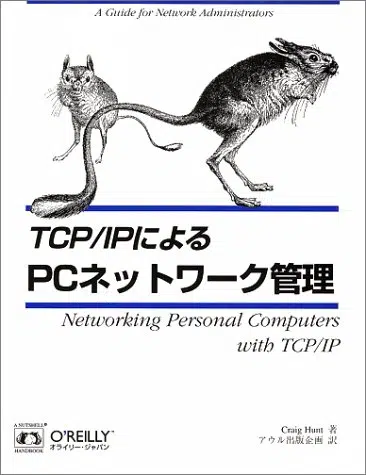 A Guide for Network Administrators
TCP/IPによる
PCネットワーク管理
Networking Personal Computers
with TCP/IP
Craig Hunt 著
アウル出版企画 訳
A NUTSHELL®
HANDBOOK
O'REILLY™
オライリー・ジャパン